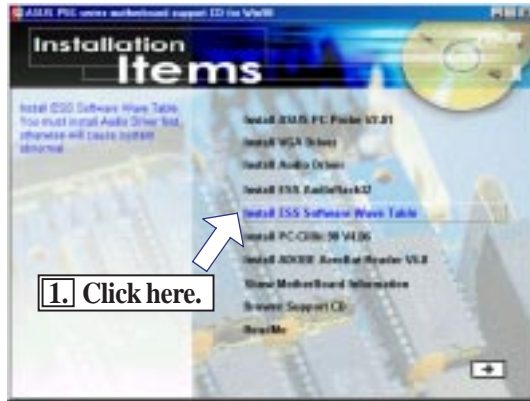 ASUS P5S series motherboard support CD for Win98
Installation
Items
Install ESS Software Wave Table.
You must install Audio Driver first,
otherwise will cause system
abnormal
Install ASUS PC Probe V2.01
Install VGA Driver
Install Audio Driver
Install ESS AudioRack32
Install ESS Software Wave Table
Install PC-Cillin 98 V4.06
Install ADOBE Acrobat Reader V3.0
Show MotherBoard Information
Browse Support CD
ReadMe
1. Click here.